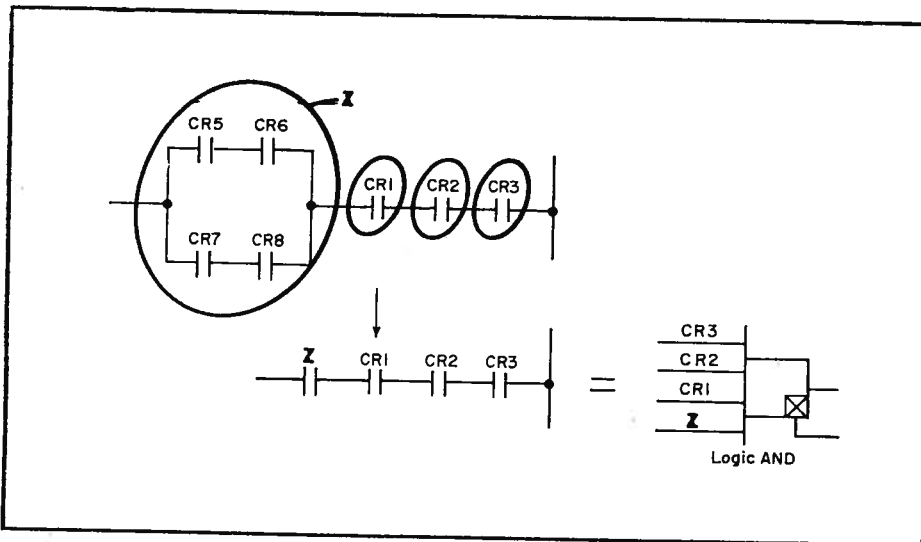 Z
CR5 CR6
CR1 CR2 CR3
CR7 CR8
Z CR1 CR2 CR3
CR3
CR2
CR1
Z
Logic AND